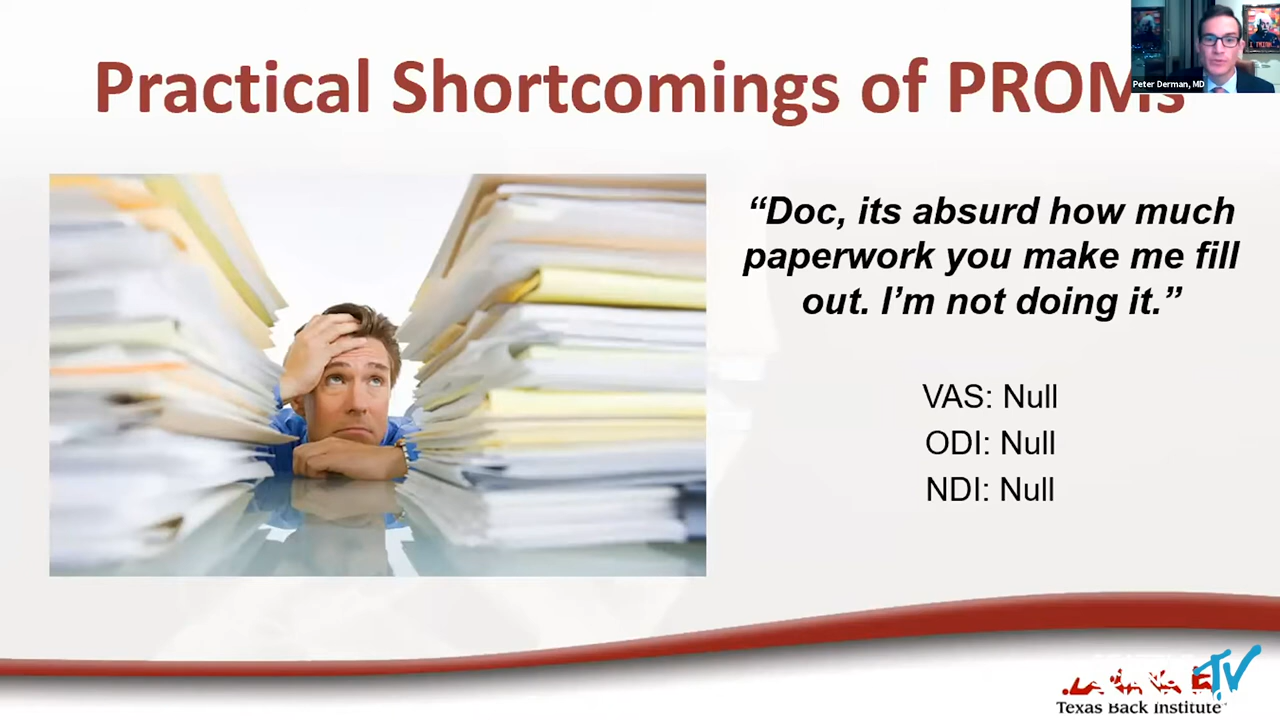 Practical Shortcomings of PROMs
Peter Derman, MD
“Doc, its absurd how much
paperwork you make me fill
out. I’m not doing it.”
VAS: Null
ODI: Null
NDI: Null
TV
Texas Back Institute